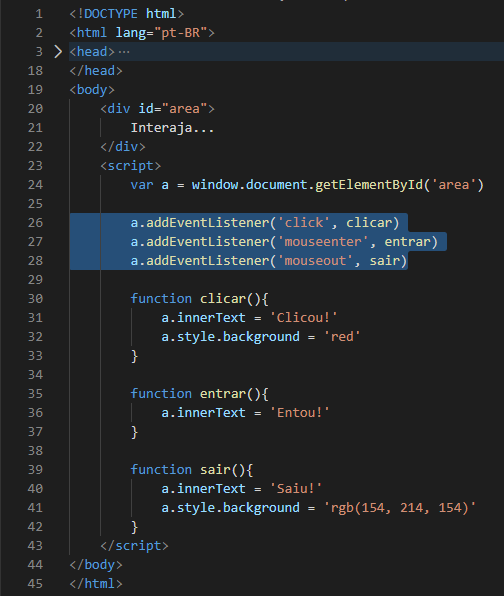 1 <!DOCTYPE html>
2 <html lang="pt-BR">
3 > <head> ...
18 </head>
19 <body>
20 <div id="area">
21 Interaja...
22 </div>
23 <script>
24 var a = window.document.getElementById('area')
25
26 a.addEventListener('click', clicar)
27 a.addEventListener('mouseenter', entrar)
28 a.addEventListener('mouseout', sair)
29
30 function clicar(){
31 a.innerText = 'Clicou!'
32 a.style.background = 'red'
33 }
34
35 function entrar(){
36 a.innerText = 'Entou!'
37 }
38
39 function sair(){
40 a.innerText = 'Saiu!'
41 a.style.background = 'rgb(154, 214, 154)'
42 }
43 </script>
44 </body>
45 </html>